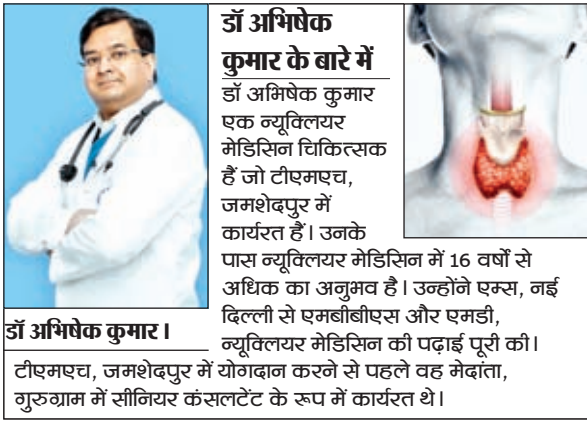 डॉ अभिषेक
कुमार के बारे में
डॉ अभिषेक कुमार
एक न्यूक्लियर
मेडिसिन चिकित्सक
हैं जो टीएमएच,
जमशेदपुर में
कार्यरत हैं। उनके
पास न्यूक्लियर मेडिसिन में 16 वर्षों से
अधिक का अनुभव है। उन्होंने एम्स, नई
दिल्ली से एमबीबीएस और एमडी,
न्यूक्लियर मेडिसिन की पढ़ाई पूरी की।
टीएमएच, जमशेदपुर में योगदान करने से पहले वह मेदांता,
गुरुग्राम में सीनियर कंसलटेंट के रूप में कार्यरत थे।
डॉ अभिषेक कुमार।